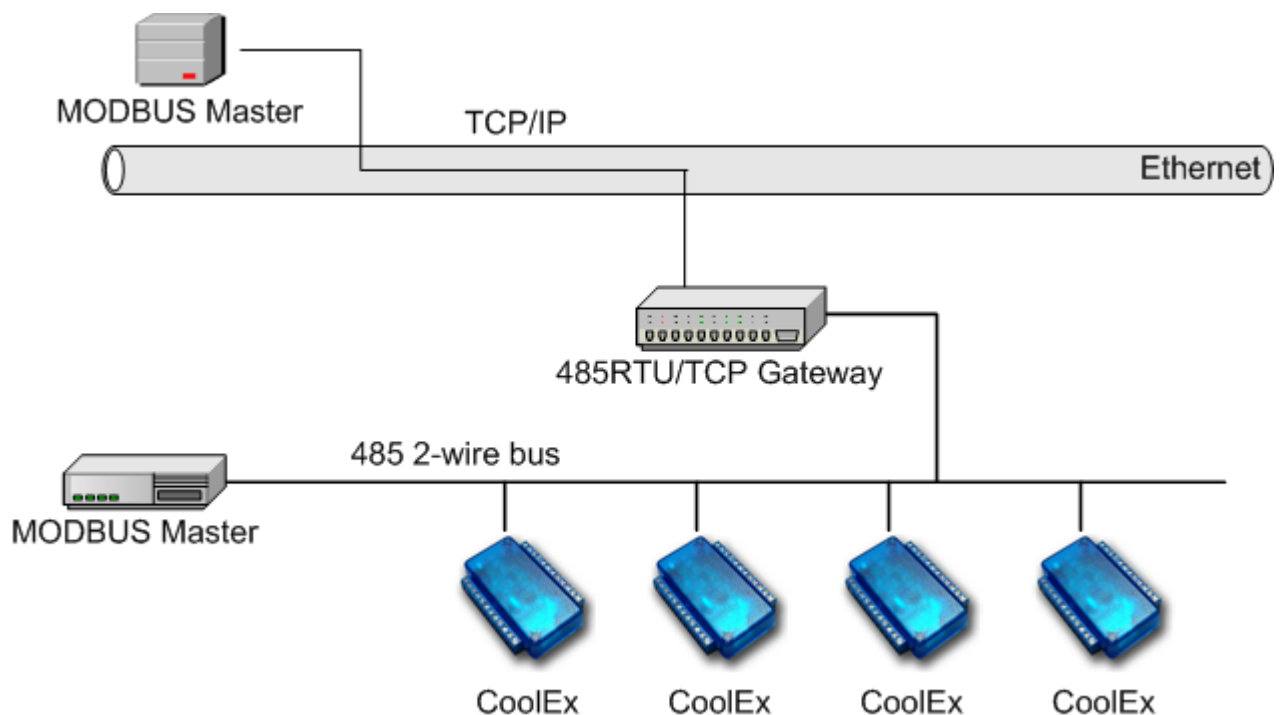 MODBUS Master
TCP/IP
Ethernet
485RTU/TCP Gateway
485 2-wire bus
MODBUS Master
CoolEx
CoolEx
CoolEx
CoolEx